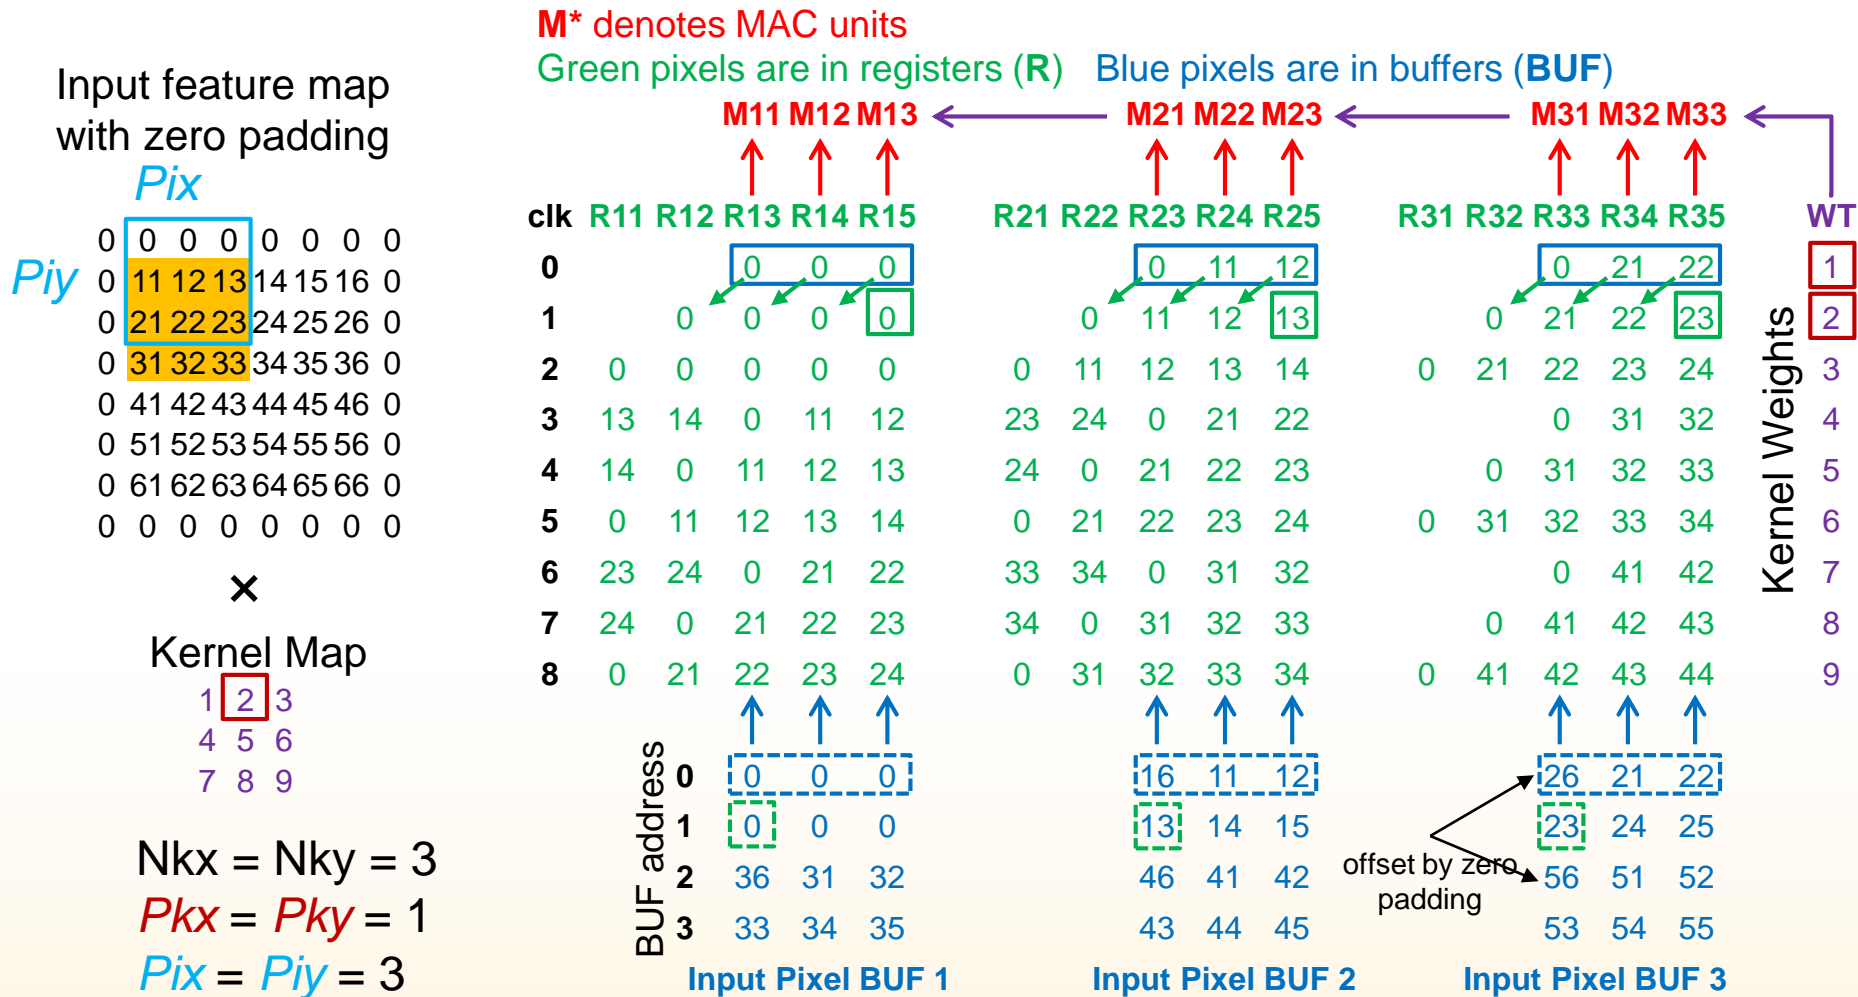 M* denotes MAC units
Green pixels are in registers (R) Blue pixels are in buffers (BUF)
Input feature map
with zero padding
Pix
Piy
0 0 0 0 0 0 0 0
0 11 12 13 14 15 16 0
0 21 22 23 24 25 26 0
0 31 32 33 34 35 36 0
0 41 42 43 44 45 46 0
0 51 52 53 54 55 56 0
0 61 62 63 64 65 66 0
0 0 0 0 0 0 0 0
×
Kernel Map
1 2 3
4 5 6
7 8 9
Nkx = Nky = 3
Pkx = Pky = 1
Pix = Piy = 3
M11 M12 M13 M21 M22 M23 M31 M32 M33
clk R11 R12 R13 R14 R15 R21 R22 R23 R24 R25 R31 R32 R33 R34 R35 WT
0 0 0 0 0 11 12 0 21 22 1
1 0 0 0 0 0 11 12 13 0 21 22 23 2
2 0 0 0 0 0 0 11 12 13 14 0 21 22 23 24 3
3 13 14 0 11 12 23 24 0 21 22 0 31 32 4
4 14 0 11 12 13 24 0 21 22 23 0 31 32 33 5
5 0 11 12 13 14 0 21 22 23 24 0 31 32 33 34 6
6 23 24 0 21 22 33 34 0 31 32 0 41 42 7
7 24 0 21 22 23 34 0 31 32 33 0 41 42 43 8
8 0 21 22 23 24 0 31 32 33 34 0 41 42 43 44 9
Kernel Weights
BUF address
0 0 0 0 16 11 12 26 21 22
1 0 0 0 13 14 15 23 24 25
2 36 31 32 46 41 42 56 51 52
3 33 34 35 43 44 45 53 54 55
offset by zero
padding
Input Pixel BUF 1 Input Pixel BUF 2 Input Pixel BUF 3